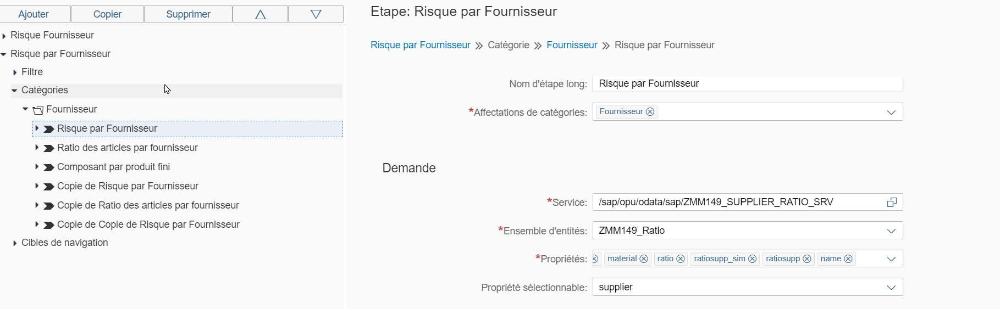 Ajouter Copier Supprimer
Risque Fournisseur
Risque par Fournisseur
Filtre
Catégories
Fournisseur
Risque par Fournisseur
Ratio des articles par fournisseur
Composant par produit fini
Copie de Risque par Fournisseur
Copie de Ratio des articles par fournisseur
Copie de Copie de Risque par Fournisseur
Cibles de navigation
Etape: Risque par Fournisseur
Risque par Fournisseur Catégorie Fournisseur Risque par Fournisseur
Nom d'étape long: Risque par Fournisseur
*Affectations de catégories: Fournisseur
Demande
*Service: /sap/opu/odata/sap/ZMM149_SUPPLIER_RATIO_SRV
*Ensemble d'entités: ZMM149_Ratio
*Propriétés: material ratio ratiosupp_sim ratiosupp name
Propriété sélectionnable: supplier